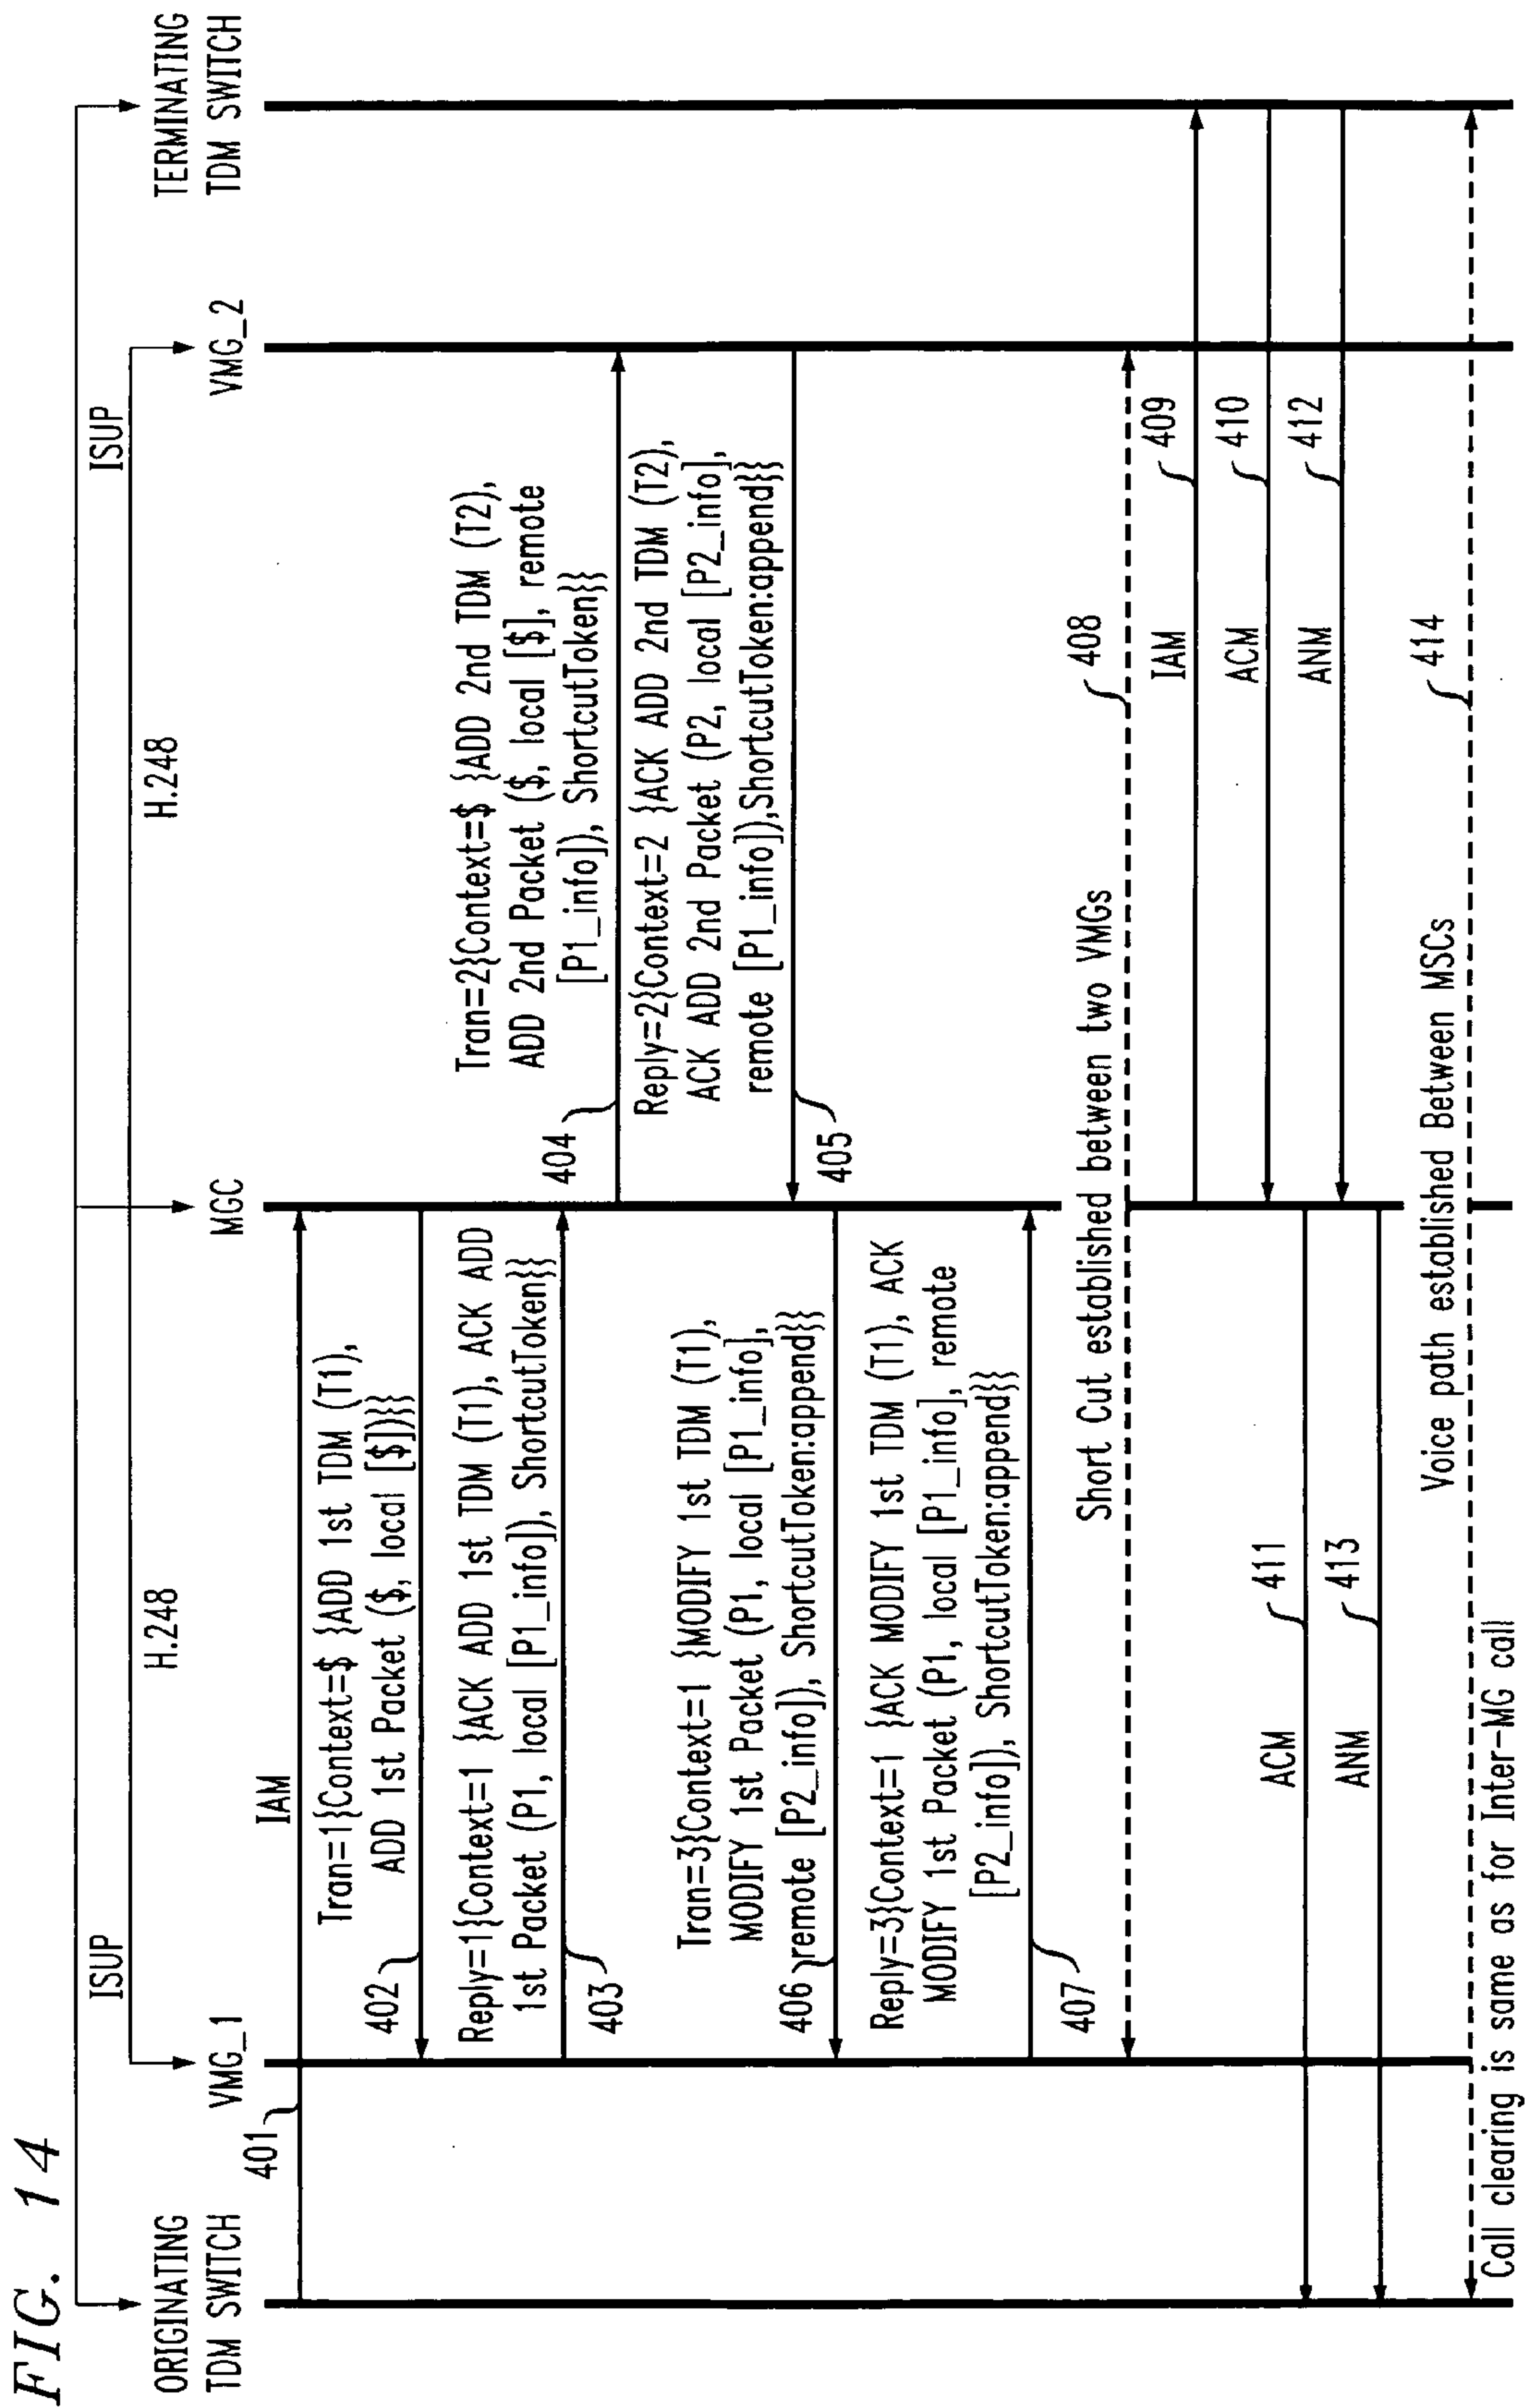 FIG. 14
ISUP
ISUP
H.248
H.248
ORIGINATING
TDM SWITCH
VMG_1
MGC
VMG_2
TERMINATING
TDM SWITCH
401
IAM
Tran=1{Context=$ {ADD 1st TDM (T1),
ADD 1st Packet ($, local [$])}}
402
Reply=1{Context=1 {ACK ADD 1st TDM (T1), ACK ADD
1st Packet (P1, local [P1_info]), ShortcutToken}}
403
Tran=2{Context=$ {ADD 2nd TDM (T2),
ADD 2nd Packet ($, local [$], remote
[P1_info]), ShortcutToken}}
404
Reply=2{Context=2 {ACK ADD 2nd TDM (T2),
ACK ADD 2nd Packet (P2, local [P2_info],
remote [P1_info]),ShortcutToken:append}}
405
Tran=3{Context=1 {MODIFY 1st TDM (T1),
MODIFY 1st Packet (P1, local [P1_info],
406 remote [P2_info]), ShortcutToken:append}}
Reply=3{Context=1 {ACK MODIFY 1st TDM (T1), ACK
MODIFY 1st Packet (P1, local [P1_info], remote
[P2_info]), ShortcutToken:append}}
407
Short Cut established between two VMGs
408
IAM
409
ACM
410
ACM
411
ANM
412
ANM
413
Voice path established Between MSCs
414
Call clearing is same as for Inter-MG call